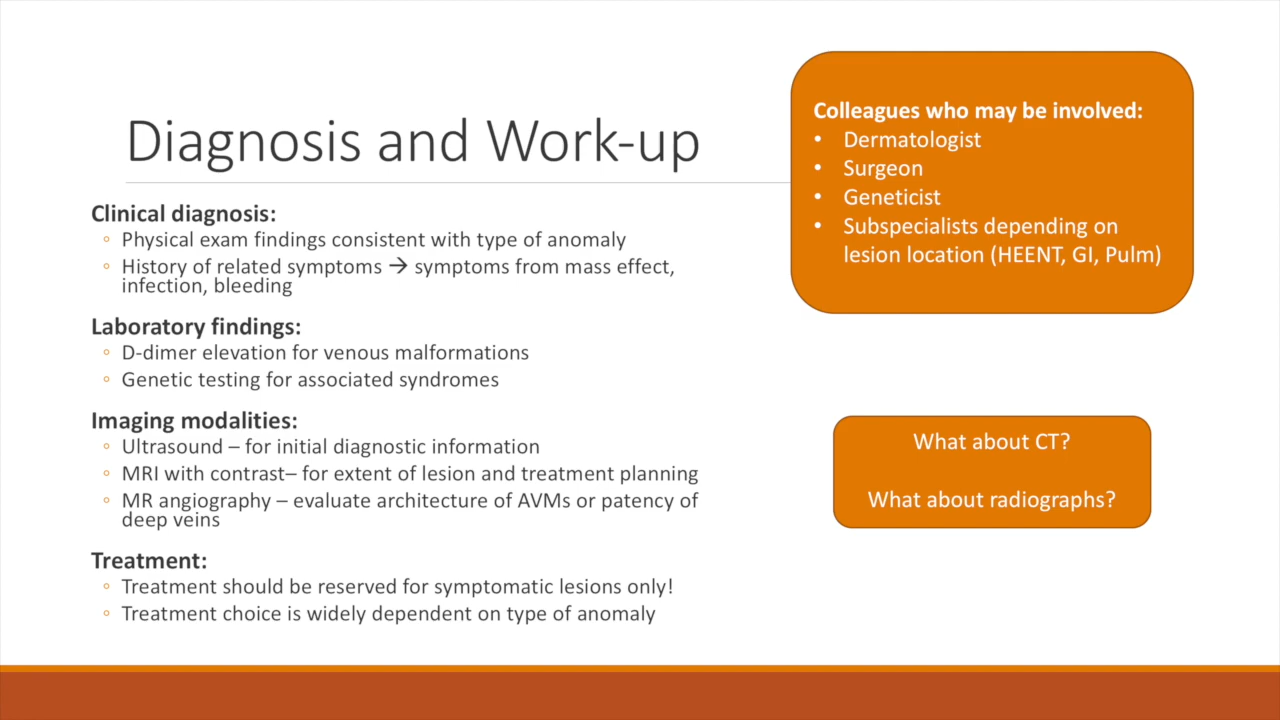 Diagnosis and Work-up
Clinical diagnosis:
◦ Physical exam findings consistent with type of anomaly
◦ History of related symptoms → symptoms from mass effect,
infection, bleeding
Laboratory findings:
◦ D-dimer elevation for venous malformations
◦ Genetic testing for associated syndromes
Imaging modalities:
◦ Ultrasound – for initial diagnostic information
◦ MRI with contrast– for extent of lesion and treatment planning
◦ MR angiography – evaluate architecture of AVMs or patency of
deep veins
Treatment:
◦ Treatment should be reserved for symptomatic lesions only!
◦ Treatment choice is widely dependent on type of anomaly
Colleagues who may be involved:
• Dermatologist
• Surgeon
• Geneticist
• Subspecialists depending on
lesion location (HEENT, GI, Pulm)
What about CT?
What about radiographs?